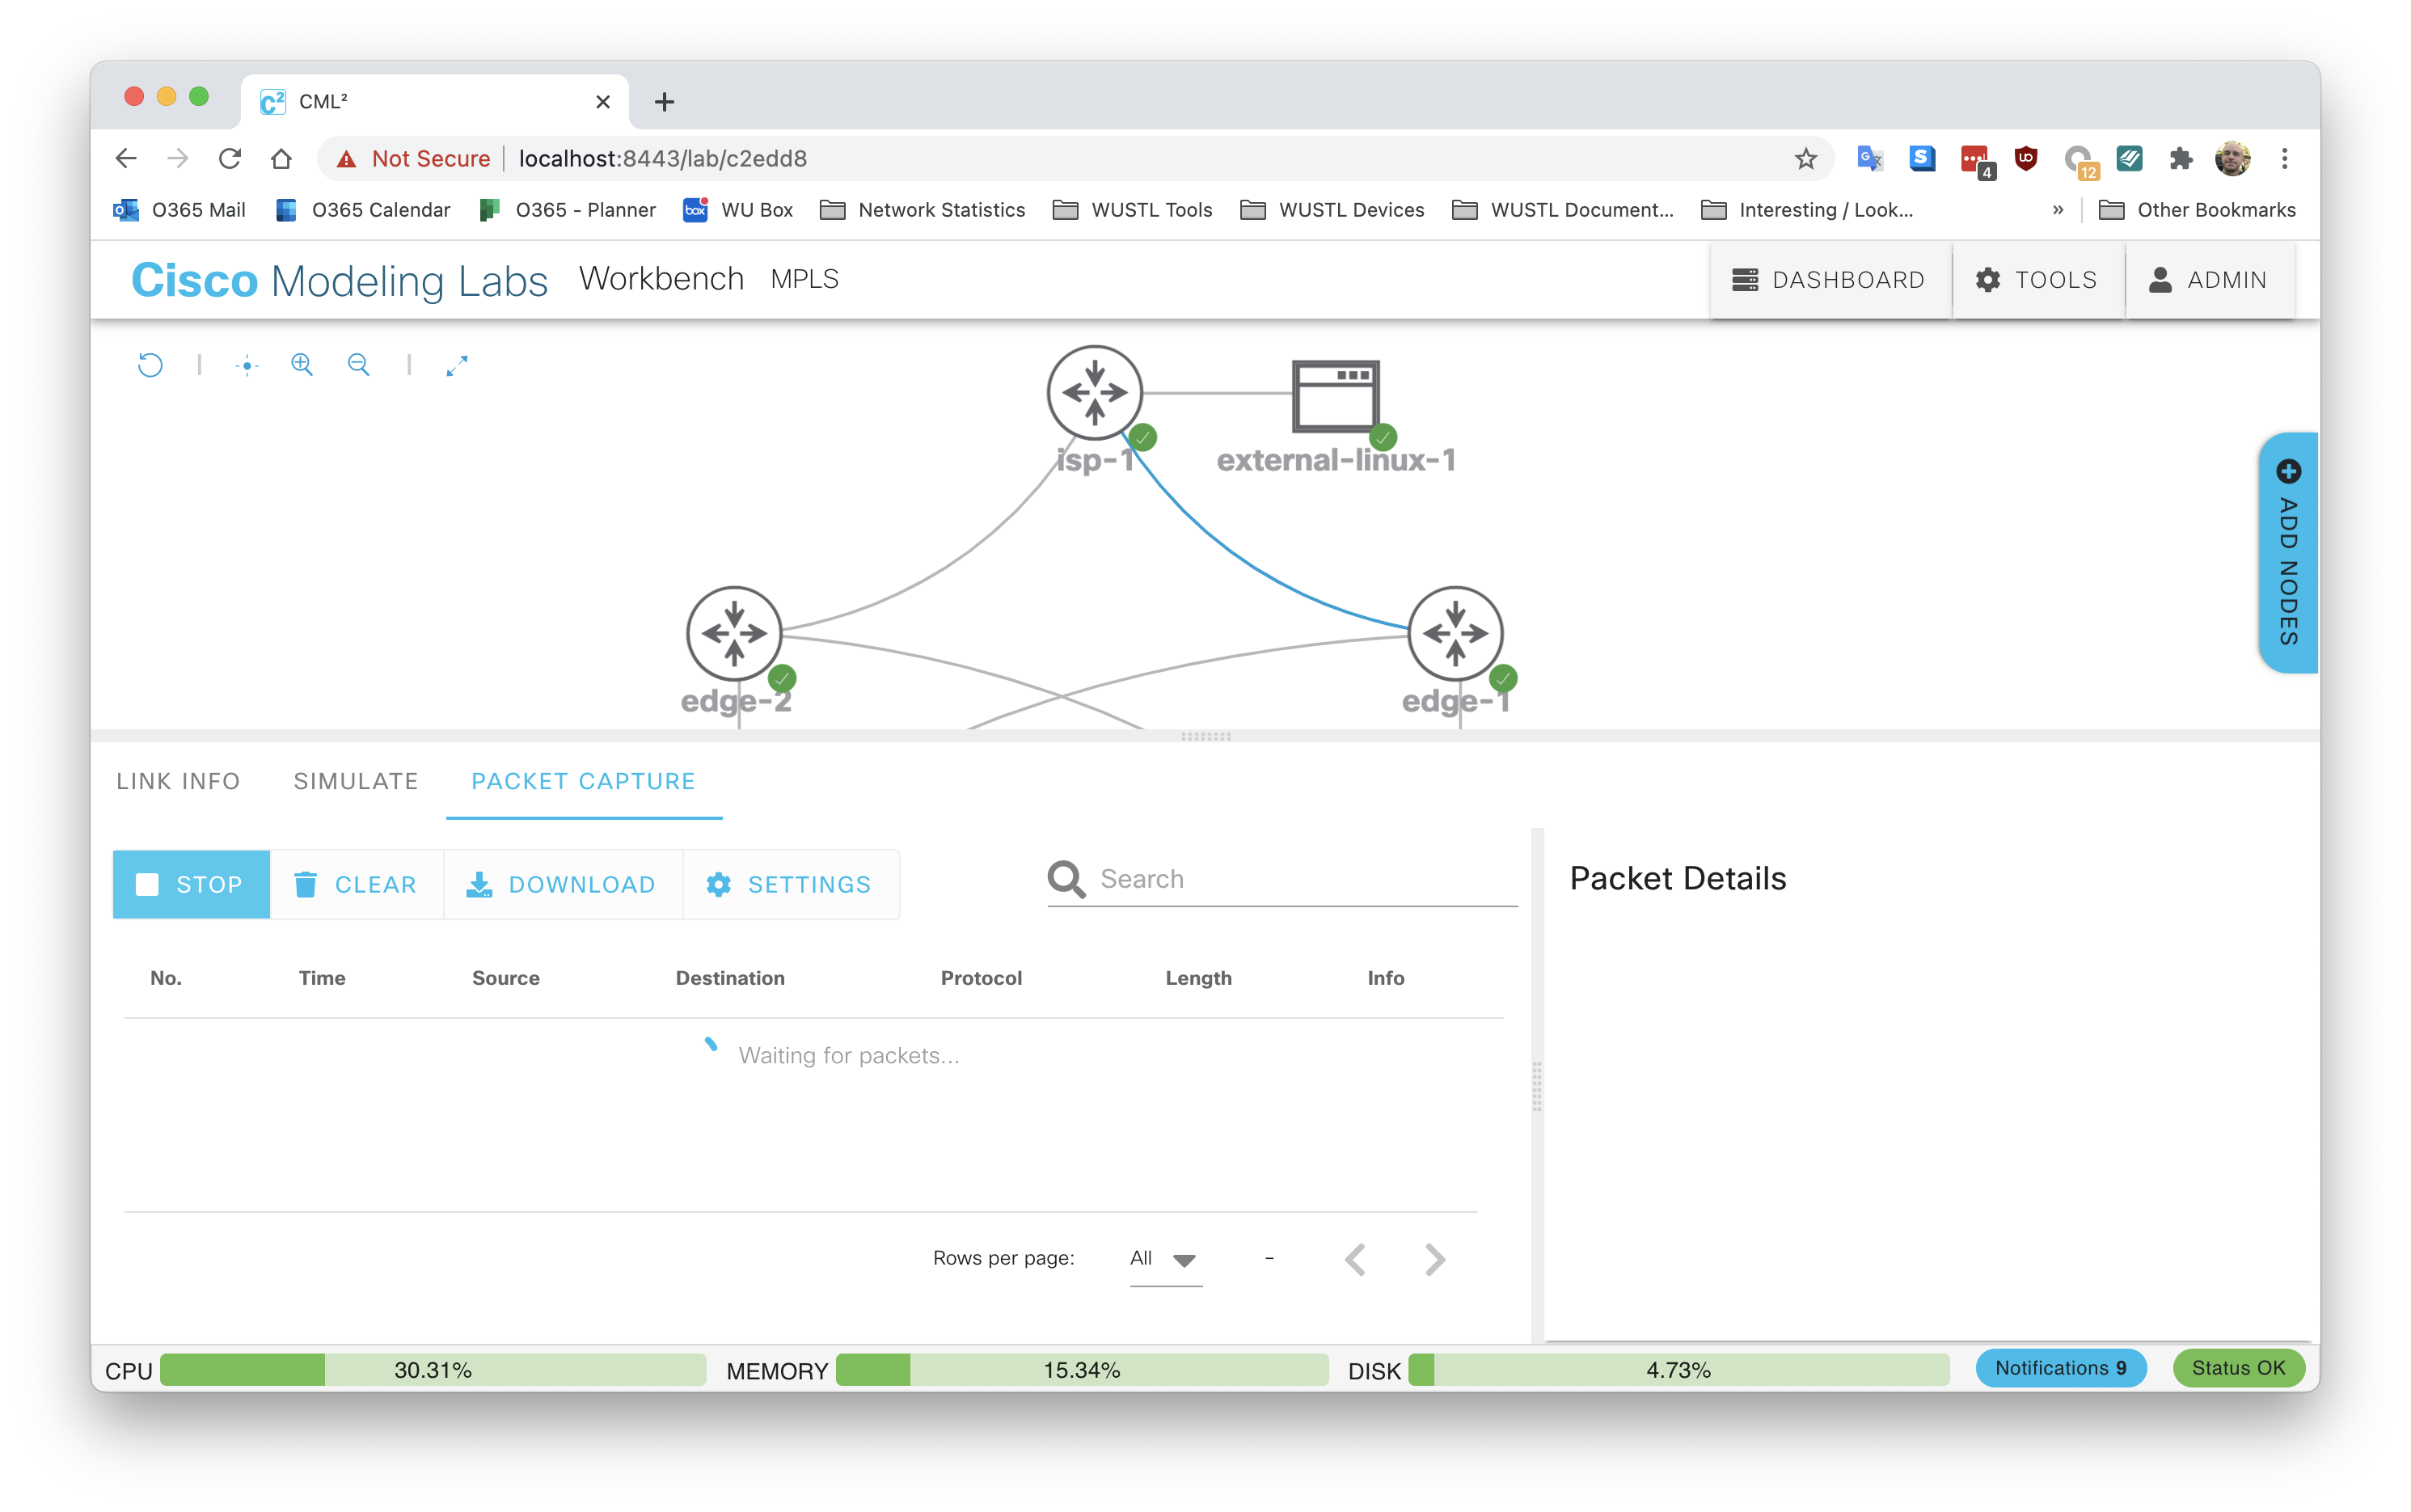 CML²
Not Secure localhost:8443/lab/c2edd8
4
12
O365 Mail O365 Calendar O365 - Planner box WU Box Network Statistics WUSTL Tools WUSTL Devices WUSTL Document... Interesting / Look... » Other Bookmarks
Cisco Modeling Labs Workbench MPLS DASHBOARD TOOLS ADMIN
isp-1 external-linux-1
ADD NODES
edge-2 edge-1
LINK INFO SIMULATE PACKET CAPTURE
STOP CLEAR DOWNLOAD SETTINGS Search Packet Details
No. Time Source Destination Protocol Length Info
Waiting for packets...
Rows per page: All -
CPU 30.31% MEMORY 15.34% DISK 4.73% Notifications 9 Status OK